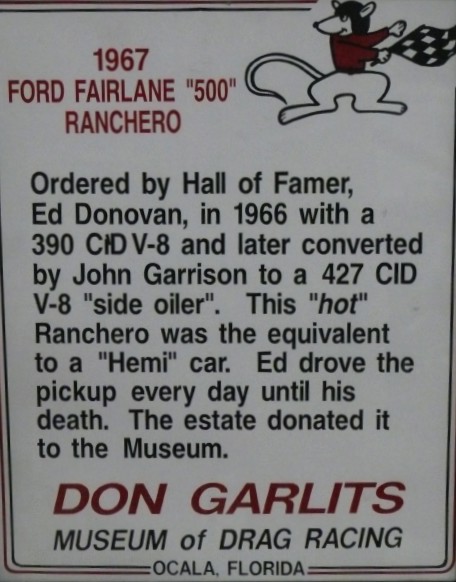 1967
FORD FAIRLANE "500"
RANCHERO
Ordered by Hall of Famer,
Ed Donovan, in 1966 with a
390 CID V-8 and later converted
by John Garrison to a 427 CID
V-8 "side oiler". This "hot"
Ranchero was the equivalent
to a "Hemi" car. Ed drove the
pickup every day until his
death. The estate donated it
to the Museum.
DON GARLITS
MUSEUM of DRAG RACING
OCALA, FLORIDA